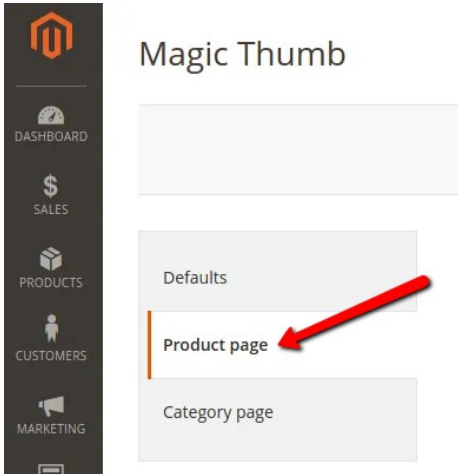 Magic Thumb
DASHBOARD
SALES
PRODUCTS
CUSTOMERS
MARKETING
Defaults
Product page
Category page